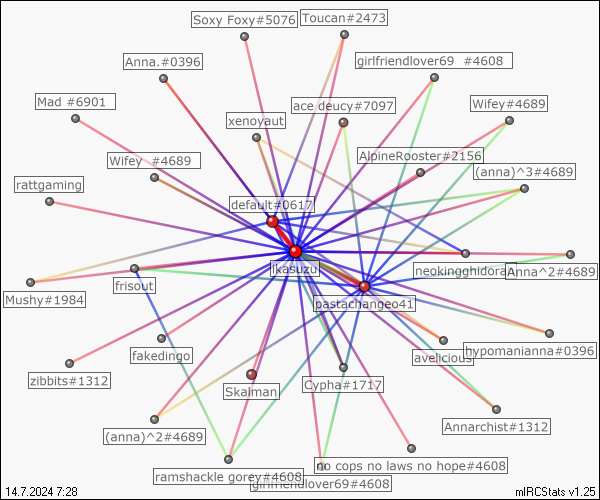 Soxy Foxy#5076
Toucan#2473
Anna.#0396
girlfriendlover69 #4608
Mad #6901
ace deucy#7097
Wifey#4689
xenoyaut
Wifey #4689
AlpineRooster#2156
(anna)^3#4689
rattgaming
default#0617
Ikasuzu
neokingghidorah
Anna^2#4689
Mushy#1984
frisout
pastachangeo41
fakedingo
avelicious
hypomanianna#0396
zibbits#1312
Skalman
Cypha#1717
(anna)^2#4689
Annarchist#1312
ramshackle gorey#4608
no cops no laws no hope#4608
girlfriendlover69#4608
14.7.2024 7:28
mIRCStats v1.25